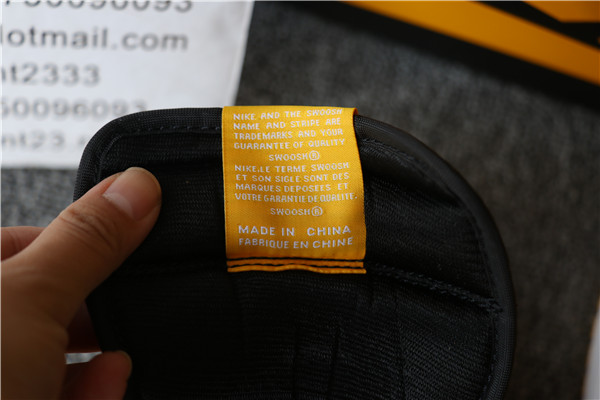 50096093
otmail.com
nt2333
50096093
NIKE AND THE SWOOSH
NAME AND STRIPE ARE
TRADEMARKS AND YOUR
GUARANTEE OF QUALITY
SWOOSH®
NIKE,LE TERME SWOOSH
ET SON SIGLE SONT DES
MARQUES DEPOSEES, ET
VOTRE GARANTIE DE QUALITE.
SWOOSH®
MADE IN CHINA
FABRIQUE EN CHINE